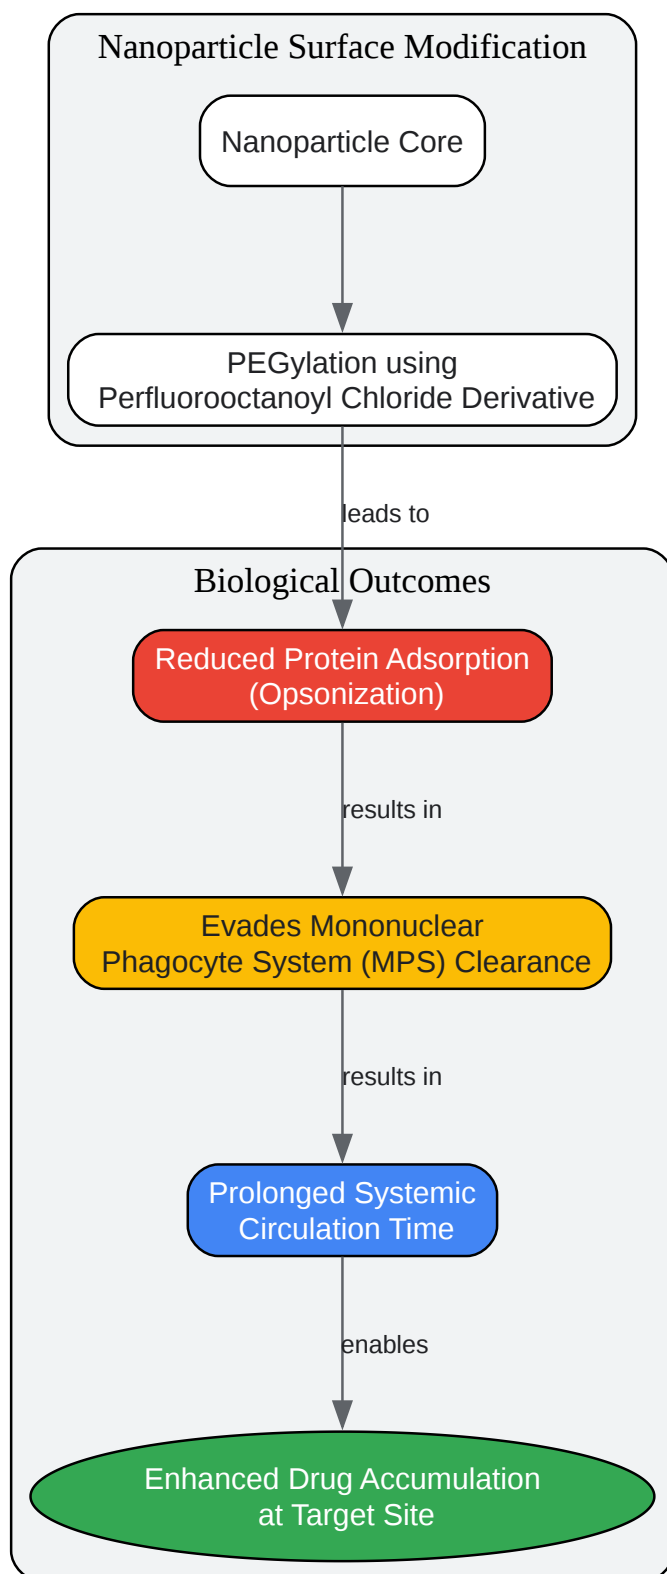 Nanoparticle Surface Modification
Nanoparticle Core
PEGylation using
Perfluorooctanoyl Chloride Derivative
leads to
Biological Outcomes
Reduced Protein Adsorption
(Opsonization)
results in
Evades Mononuclear
Phagocyte System (MPS) Clearance
results in
Prolonged Systemic
Circulation Time
enables
Enhanced Drug Accumulation
at Target Site